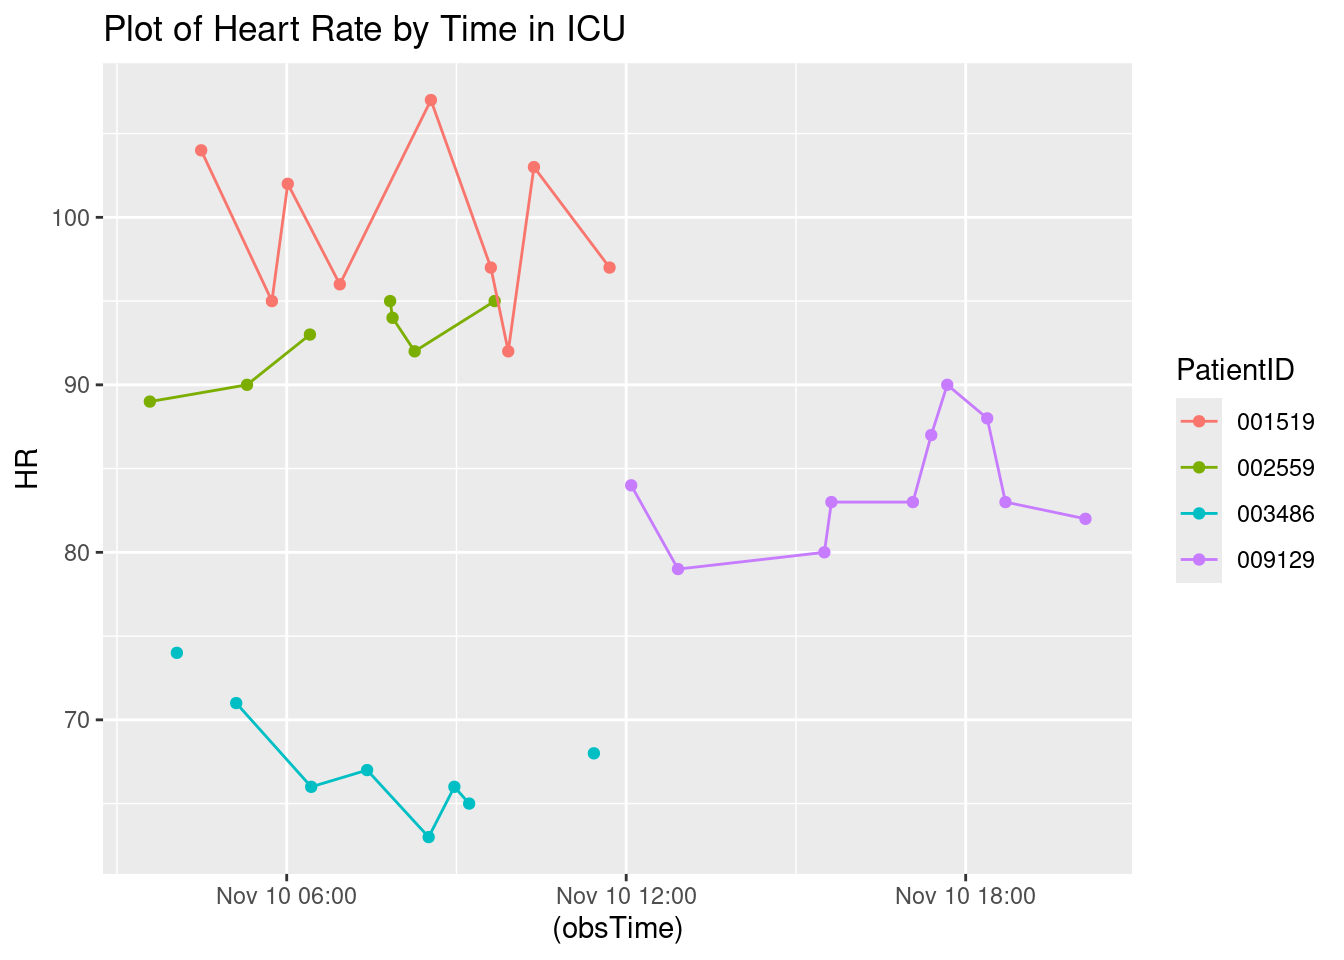 Plot of Heart Rate by Time in ICU
HR
100
90
80
70
Nov 10 06:00 Nov 10 12:00 Nov 10 18:00
(obsTime)
PatientID
001519
002559
003486
009129